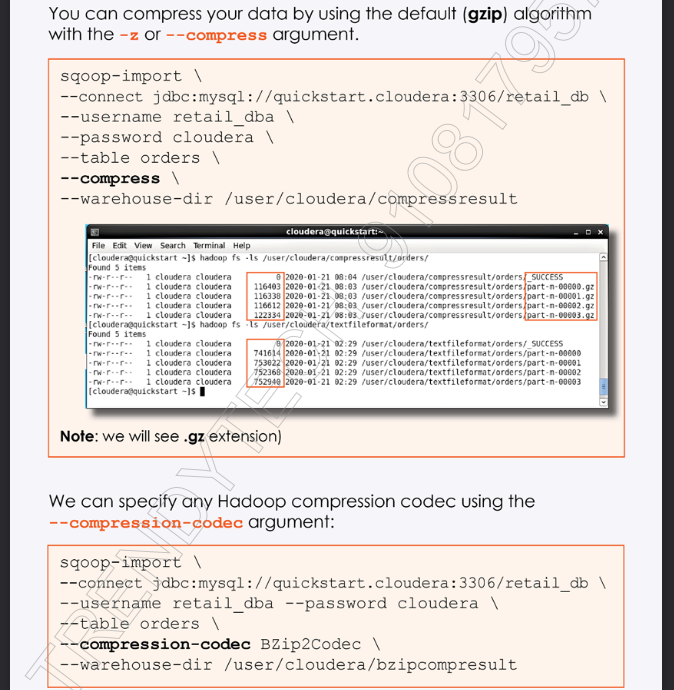 You can compress your data by using the default (gzip) algorithm
with the -z or --compress argument.
sqoop-import \
--connect jdbc:mysql://quickstart.cloudera:3306/retail_db \
--username retail_dba \
--password cloudera \
--table orders \
--compress \
--warehouse-dir /user/cloudera/compressresult
cloudera@quickstart:~
File Edit View Search Terminal Help
[cloudera@quickstart ~]$ hadoop fs -ls /user/cloudera/compressresult/orders/
Found 5 items
-rw-r--r-- 1 cloudera cloudera 0 2020-01-21 08:04 /user/cloudera/compressresult/orders/_SUCCESS
-rw-r--r-- 1 cloudera cloudera 116403 2020-01-21 08:03 /user/cloudera/compressresult/orders/part-m-00000.gz
-rw-r--r-- 1 cloudera cloudera 116338 2020-01-21 08:03 /user/cloudera/compressresult/orders/part-m-00001.gz
-rw-r--r-- 1 cloudera cloudera 116612 2020-01-21 08:03 /user/cloudera/compressresult/orders/part-m-00002.gz
-rw-r--r-- 1 cloudera cloudera 122334 2020-01-21 08:03 /user/cloudera/compressresult/orders/part-m-00003.gz
[cloudera@quickstart ~]$ hadoop fs -ls /user/cloudera/textfileformat/orders/
Found 5 items
-rw-r--r-- 1 cloudera cloudera 0 2020-01-21 02:29 /user/cloudera/textfileformat/orders/_SUCCESS
-rw-r--r-- 1 cloudera cloudera 741614 2020-01-21 02:29 /user/cloudera/textfileformat/orders/part-m-00000
-rw-r--r-- 1 cloudera cloudera 753022 2020-01-21 02:29 /user/cloudera/textfileformat/orders/part-m-00001
-rw-r--r-- 1 cloudera cloudera 752368 2020-01-21 02:29 /user/cloudera/textfileformat/orders/part-m-00002
-rw-r--r-- 1 cloudera cloudera 752940 2020-01-21 02:29 /user/cloudera/textfileformat/orders/part-m-00003
[cloudera@quickstart ~]$
Note: we will see .gz extension)
We can specify any Hadoop compression codec using the
--compression-codec argument:
sqoop-import \
--connect jdbc:mysql://quickstart.cloudera:3306/retail_db \
--username retail_dba --password cloudera \
--table orders \
--compression-codec BZip2Codec \
--warehouse-dir /user/cloudera/bzipcompresult